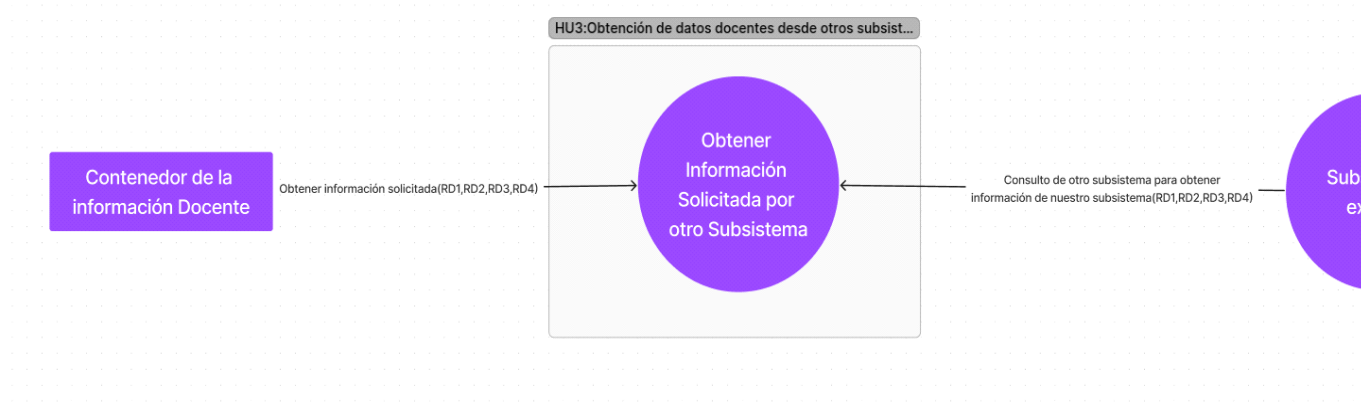 HU3:Obtención de datos docentes desde otros subsist...
Contenedor de la
información Docente
Obtener información solicitada(RD1,RD2,RD3,RD4)
Obtener
Información
Solicitada por
otro Subsistema
Consulto de otro subsistema para obtener
información de nuestro subsistema(RD1,RD2,RD3,RD4)